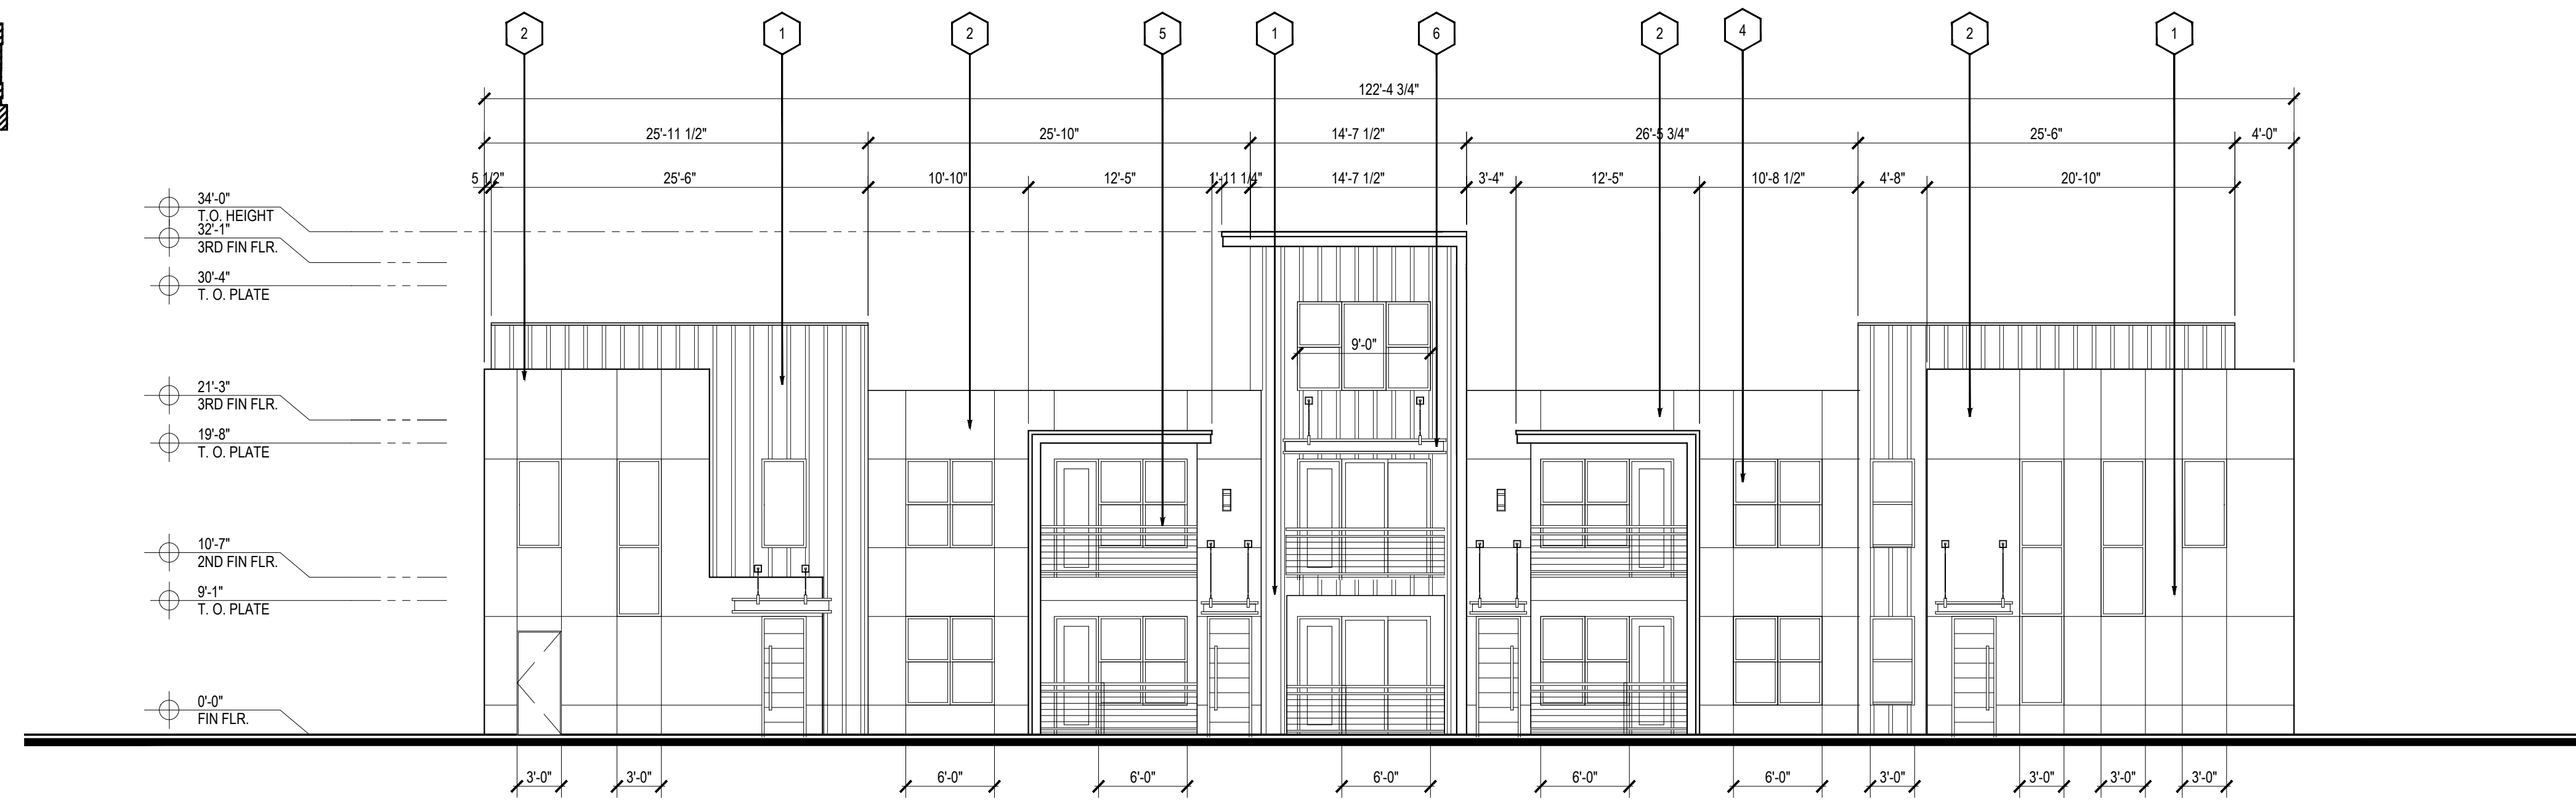 2 1 2 5 1 6 2 4 2 1
122'-4 3/4"
25'-11 1/2" 25'-10" 14'-7 1/2" 26'-5 3/4" 25'-6" 4'-0"
5 1/2" 25'-6" 10'-10" 12'-5" 1'-11 1/4" 14'-7 1/2" 3'-4" 12'-5" 10'-8 1/2" 4'-8" 20'-10"
34'-0"
T.O. HEIGHT
32'-1"
3RD FIN FLR.
30'-4"
T. O. PLATE
9'-0"
21'-3"
3RD FIN FLR.
19'-8"
T. O. PLATE
10'-7"
2ND FIN FLR.
9'-1"
T. O. PLATE
0'-0"
FIN FLR.
3'-0" 3'-0" 6'-0" 6'-0" 6'-0" 6'-0" 6'-0" 3'-0" 3'-0" 3'-0" 3'-0"